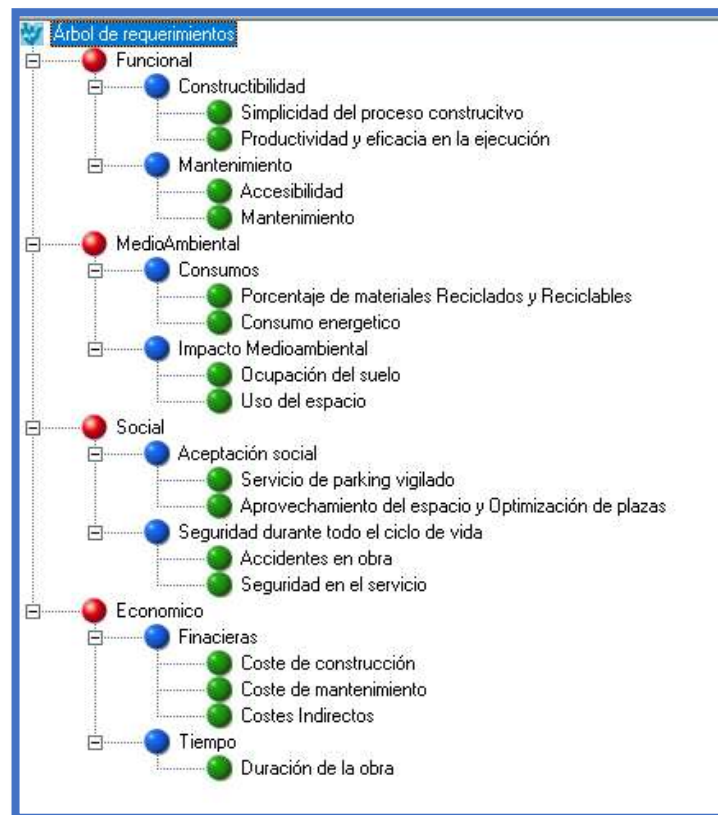 Árbol de requerimientos
Funcional
Constructibilidad
Simplicidad del proceso construcitvo
Productividad y eficacia en la ejecución
Mantenimiento
Accesibilidad
Mantenimiento
MedioAmbiental
Consumos
Porcentaje de materiales Reciclados y Reciclables
Consumo energetico
Impacto Medioambiental
Ocupación del suelo
Uso del espacio
Social
Aceptación social
Servicio de parking vigilado
Aprovechamiento del espacio y Optimización de plazas
Seguridad durante todo el ciclo de vida
Accidentes en obra
Seguridad en el servicio
Economico
Finacieras
Coste de construcción
Coste de mantenimiento
Costes Indirectos
Tiempo
Duración de la obra